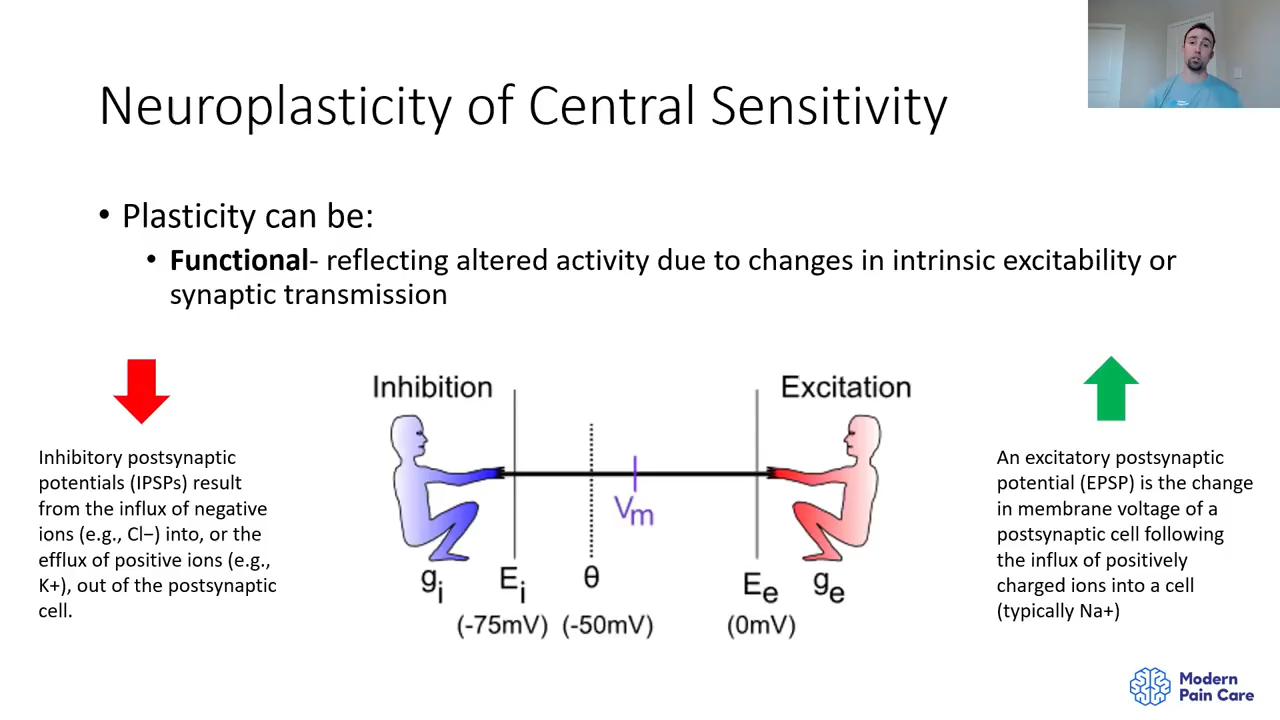 Neuroplasticity of Central Sensitivity
• Plasticity can be:
• Functional- reflecting altered activity due to changes in intrinsic excitability or
synaptic transmission
Inhibitory postsynaptic
potentials (IPSPs) result
from the influx of negative
ions (e.g., Cl−) into, or the
efflux of positive ions (e.g.,
K+), out of the postsynaptic
cell.
Inhibition
Excitation
Vm
gi
Ei
θ
Ee
ge
(-75mV)
(-50mV)
(0mV)
An excitatory postsynaptic
potential (EPSP) is the change
in membrane voltage of a
postsynaptic cell following
the influx of positively
charged ions into a cell
(typically Na+)
Modern
Pain Care